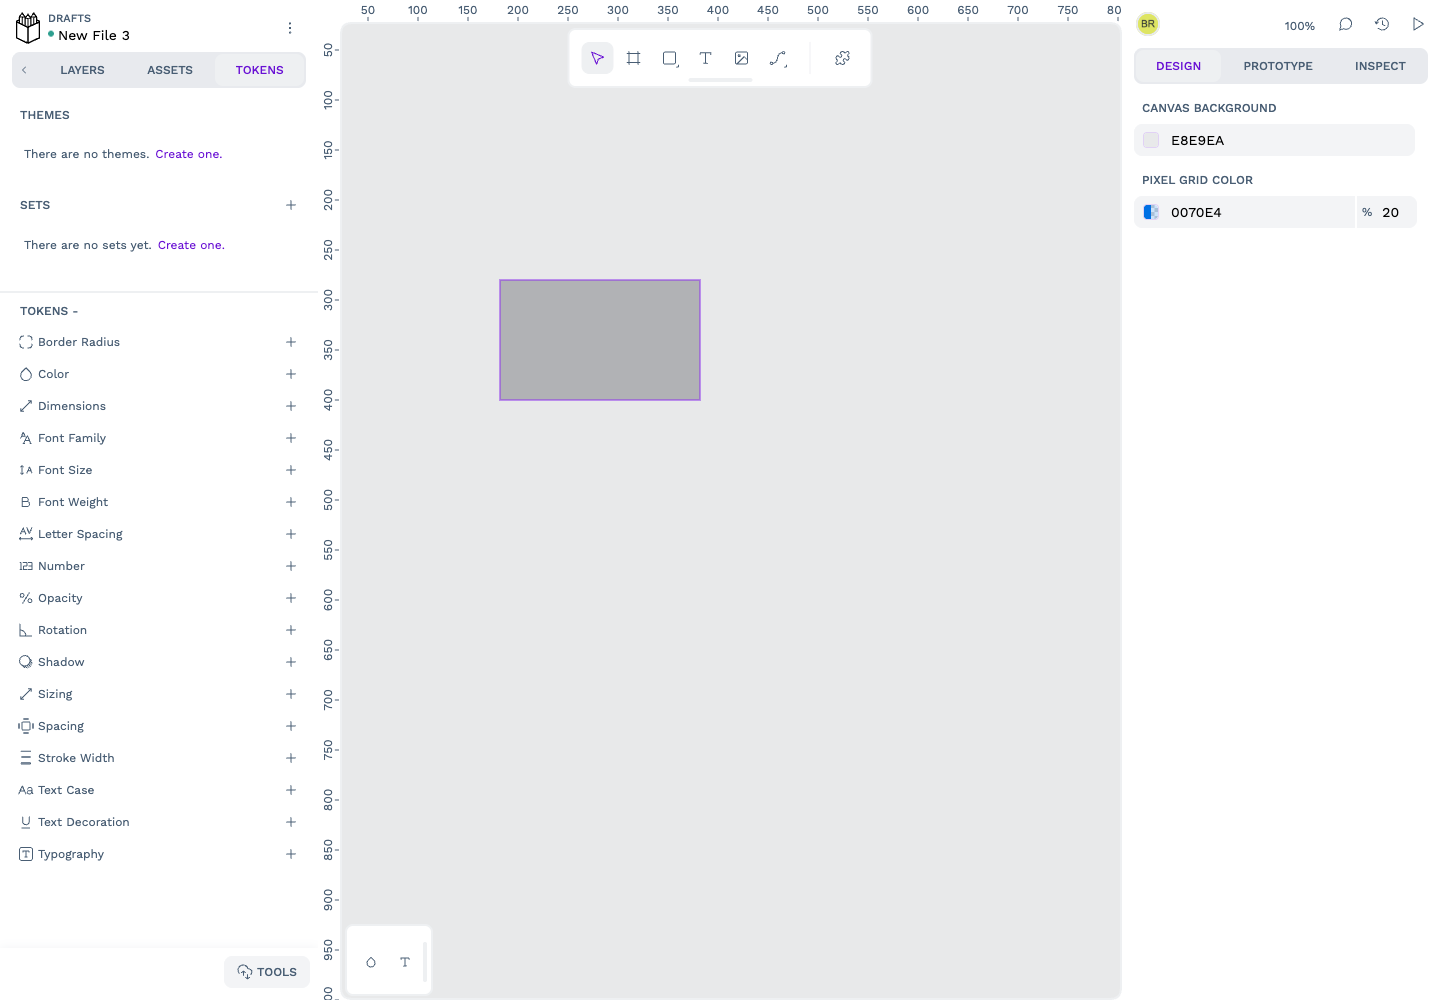 DRAFTS
New File 3
LAYERS
ASSETS
TOKENS
THEMES
There are no themes. Create one.
SETS
There are no sets yet. Create one.
TOKENS -
Border Radius
Color
Dimensions
Font Family
Font Size
Font Weight
Letter Spacing
Number
Opacity
Rotation
Shadow
Sizing
Spacing
Stroke Width
Text Case
Text Decoration
Typography
TOOLS
50 100 150 200 250 300 350 400 450 500 550 600 650 700 750 80
50
100
150
200
250
300
350
400
450
500
550
600
650
700
750
800
850
900
950
00
BR
100%
DESIGN
PROTOTYPE
INSPECT
CANVAS BACKGROUND
E8E9EA
PIXEL GRID COLOR
0070E4
% 20